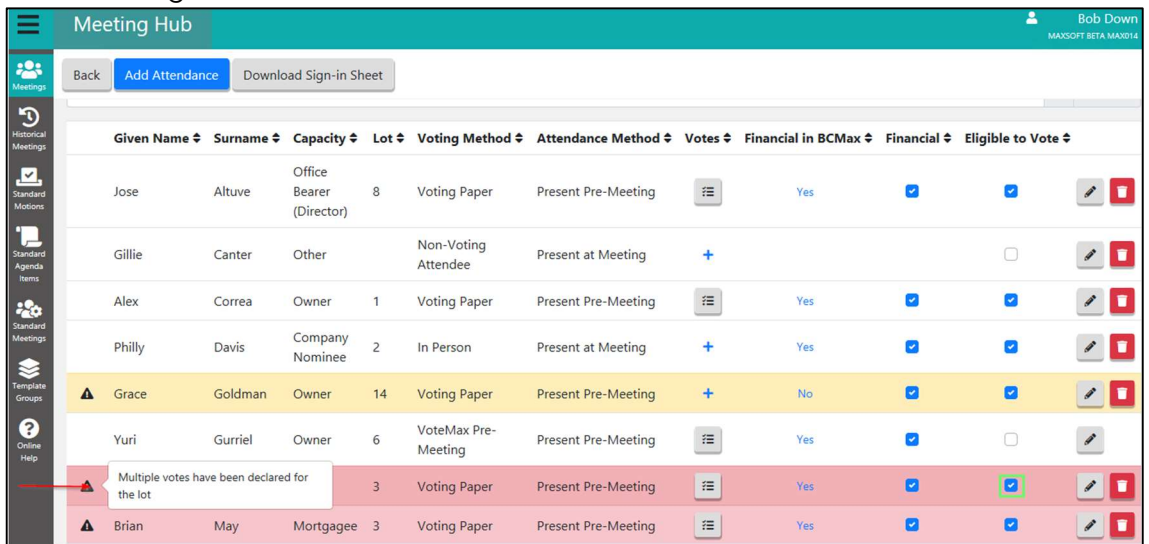 Meeting Hub
Bob Down
MAXSOFT BETA MAX014
Meetings
Historical
Meetings
Standard
Motions
Standard
Agenda
Items
Standard
Meetings
Template
Groups
Online
Help
Back Add Attendance Download Sign-in Sheet
Given Name Surname Capacity Lot Voting Method Attendance Method Votes Financial in BCMax Financial Eligible to Vote
Jose Altuve Office Bearer (Director) 8 Voting Paper Present Pre-Meeting Yes
Gillie Canter Other Non-Voting Attendee Present at Meeting
Alex Correa Owner 1 Voting Paper Present Pre-Meeting Yes
Philly Davis Company Nominee 2 In Person Present at Meeting Yes
Grace Goldman Owner 14 Voting Paper Present Pre-Meeting No
Yuri Gurriel Owner 6 VoteMax Pre-Meeting Present Pre-Meeting Yes
Multiple votes have been declared for
the lot
3 Voting Paper Present Pre-Meeting Yes
Brian May Mortgagee 3 Voting Paper Present Pre-Meeting Yes